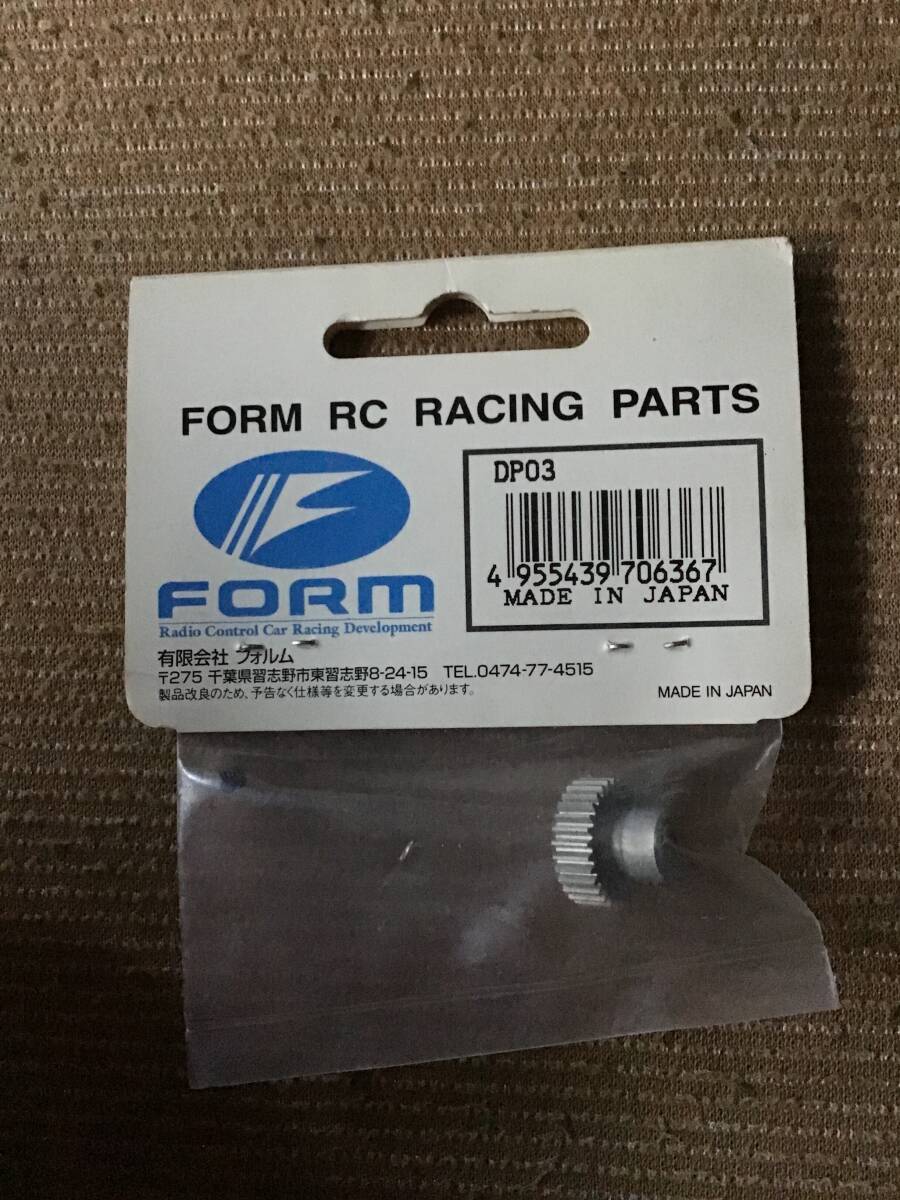 FORM RC RACING PARTS
DP03
4 955439 706367
MADE IN JAPAN
FORM
Radio Control Car Racing Development
有限会社 フォルム
〒275 千葉県習志野市東習志野8-24-15 TEL.0474-77-4515
製品改良のため、予告なく仕様等を変更する場合があります。
MADE IN JAPAN